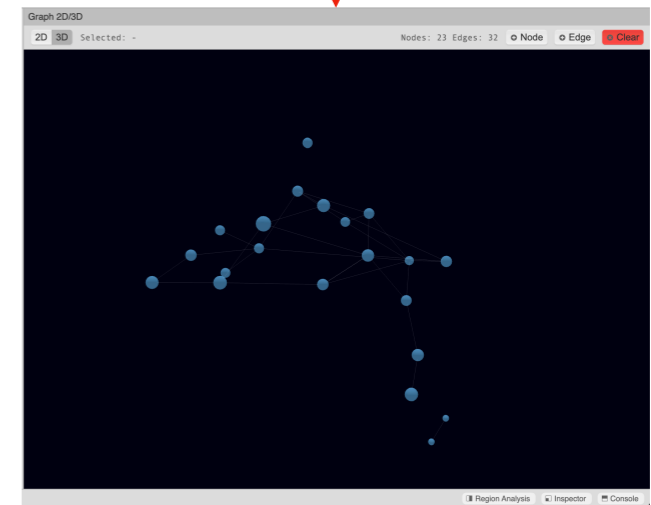 Graph 2D/3D
2D 3D Selected: - Nodes: 23 Edges: 32 Node Edge Clear
Region Analysis Inspector Console